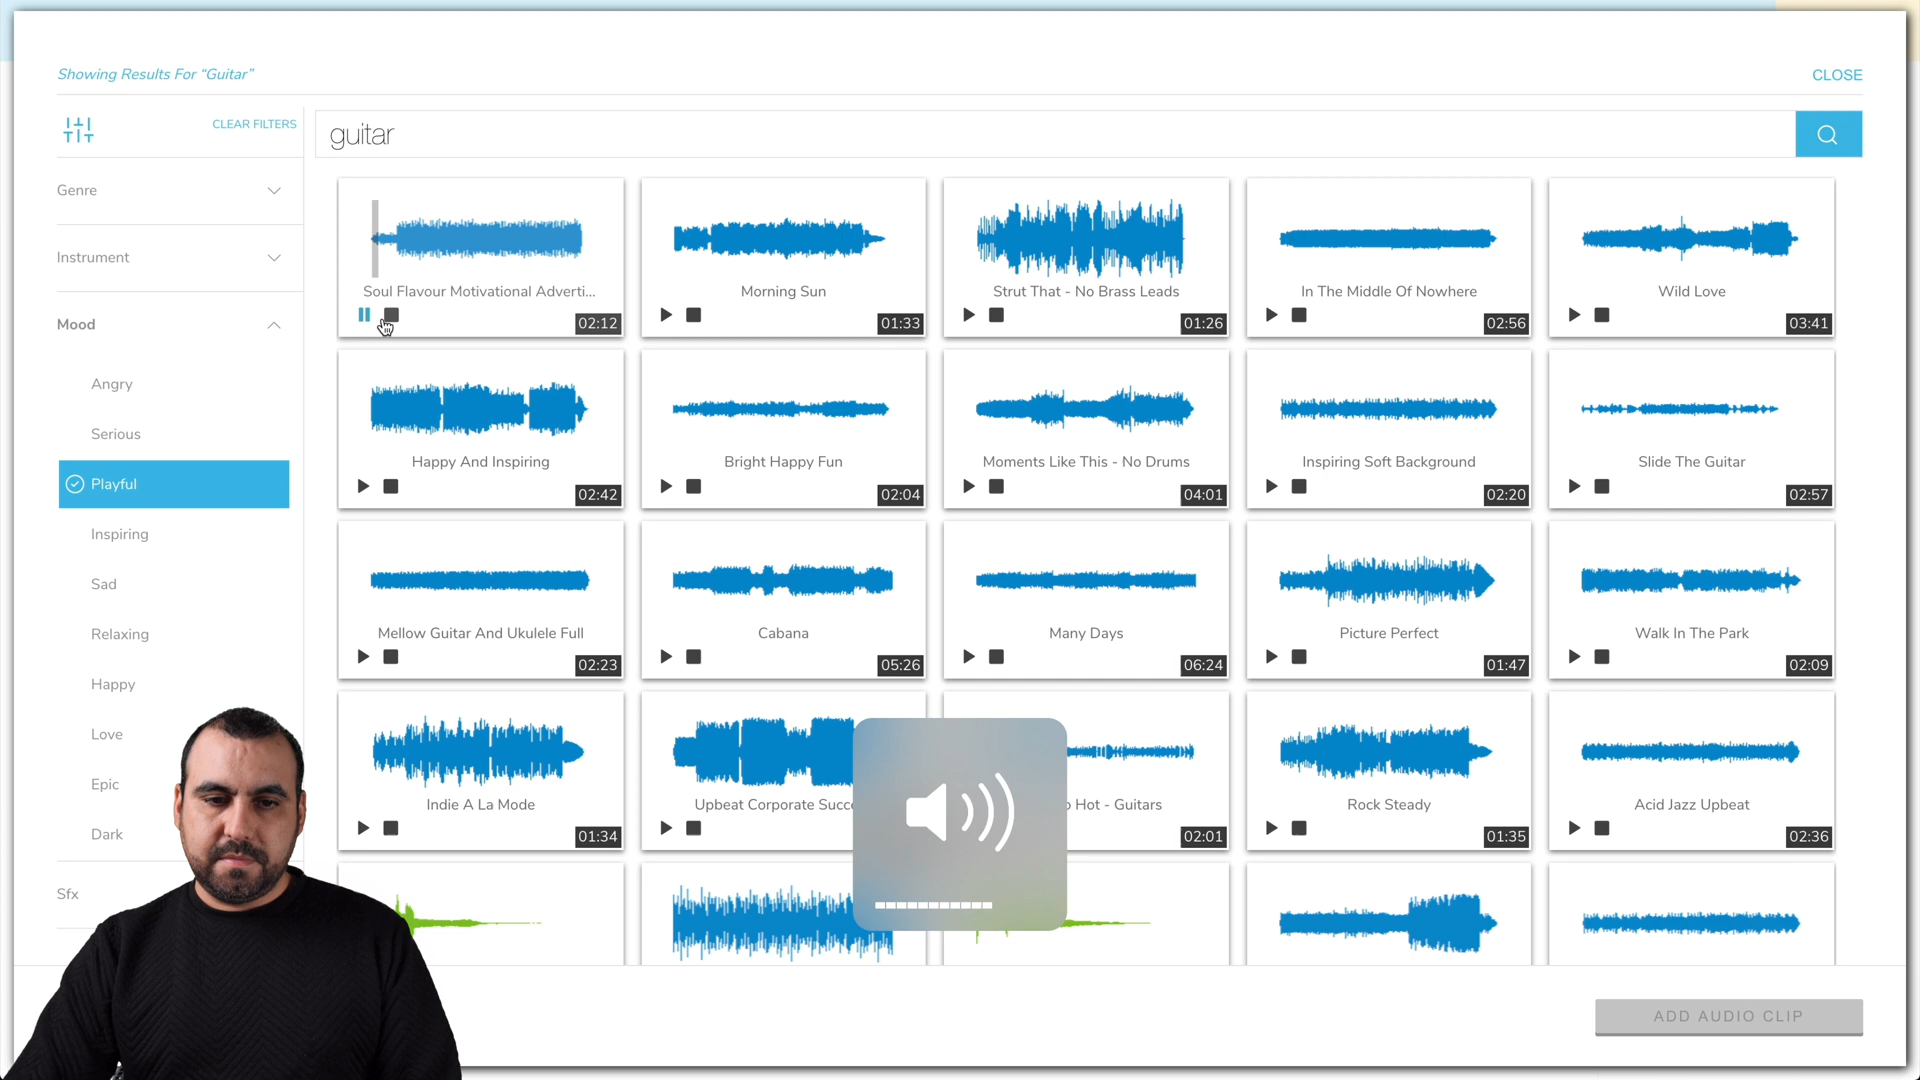 Showing Results For “Guitar”
CLOSE
CLEAR FILTERS
guitar
Genre
Instrument
Mood
Angry
Serious
Playful
Inspiring
Sad
Relaxing
Happy
Love
Epic
Dark
Sfx
Soul Flavour Motivational Adverti...
02:12
Morning Sun
01:33
Strut That - No Brass Leads
01:26
In The Middle Of Nowhere
02:56
Wild Love
03:41
Happy And Inspiring
02:42
Bright Happy Fun
02:04
Moments Like This - No Drums
04:01
Inspiring Soft Background
02:20
Slide The Guitar
02:57
Mellow Guitar And Ukulele Full
02:23
Cabana
05:26
Many Days
06:24
Picture Perfect
01:47
Walk In The Park
02:09
Indie A La Mode
01:34
Upbeat Corporate
Hot - Guitars
02:01
Rock Steady
01:35
Acid Jazz Upbeat
02:36
ADD AUDIO CLIP